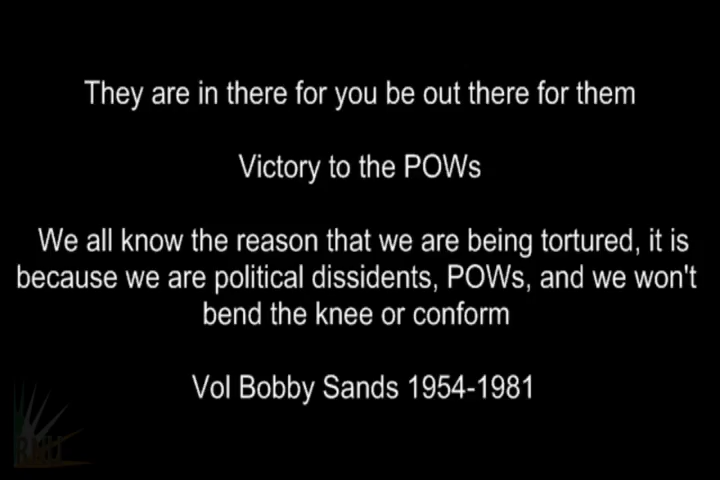 They are in there for you be out there for them
Victory to the POWs
We all know the reason that we are being tortured, it is
because we are political dissidents, POWs, and we won't
bend the knee or conform
Vol Bobby Sands 1954-1981